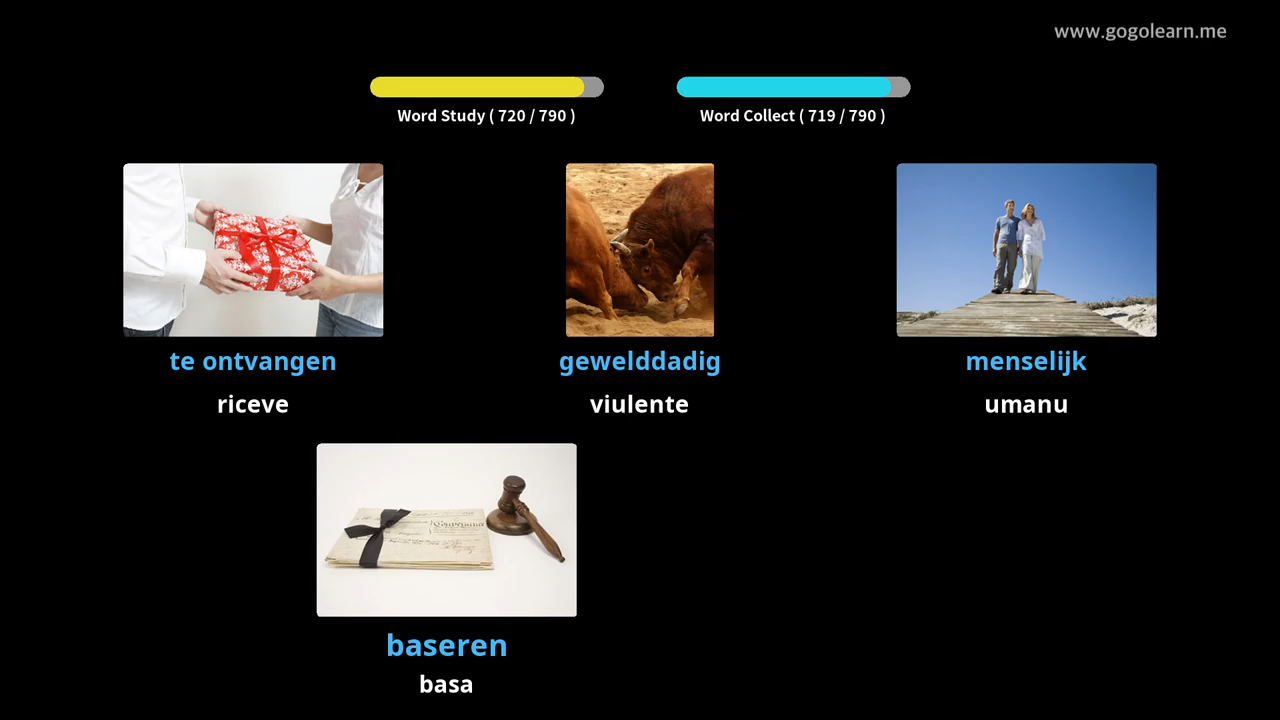 www.gogolearn.me
Word Study ( 720 / 790 )
Word Collect ( 719 / 790 )
te ontvangen
gewelddadig
menselijk
riceve
viulente
umanu
baseren
basa